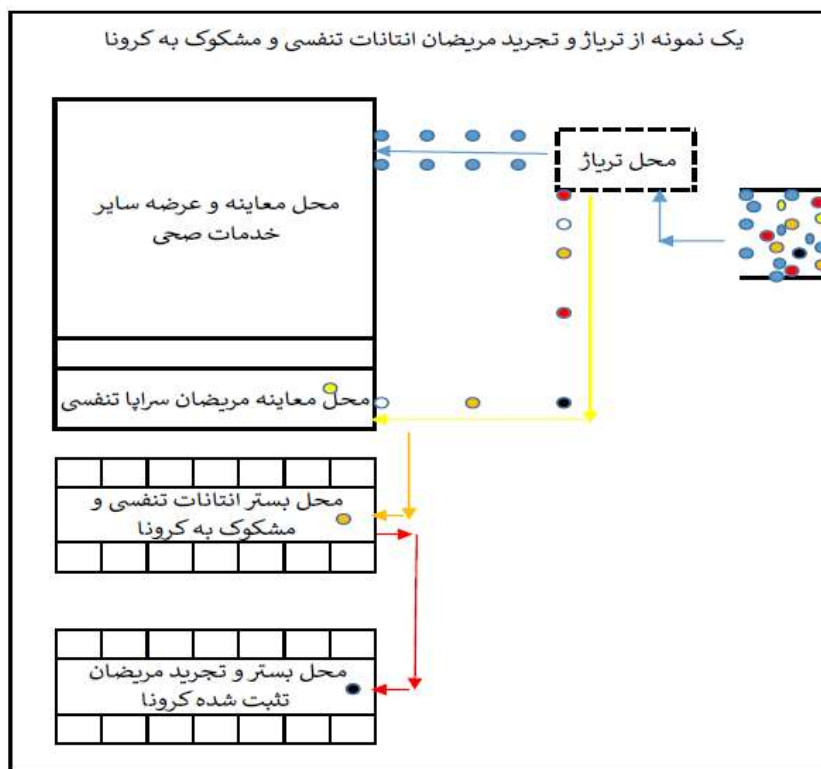 یک نمونه از تریاژ و تجرید مریضان انتانات تنفسی و مشکوک به کرونا
محل تریاژ
محل معاینه و عرضه سایر
خدمات صحی
محل معاینه مریضان سراپا تنفسی
محل بستر انتانات تنفسی و
مشکوک به کرونا
محل بستر و تجرید مریضان
تثبت شده کرونا